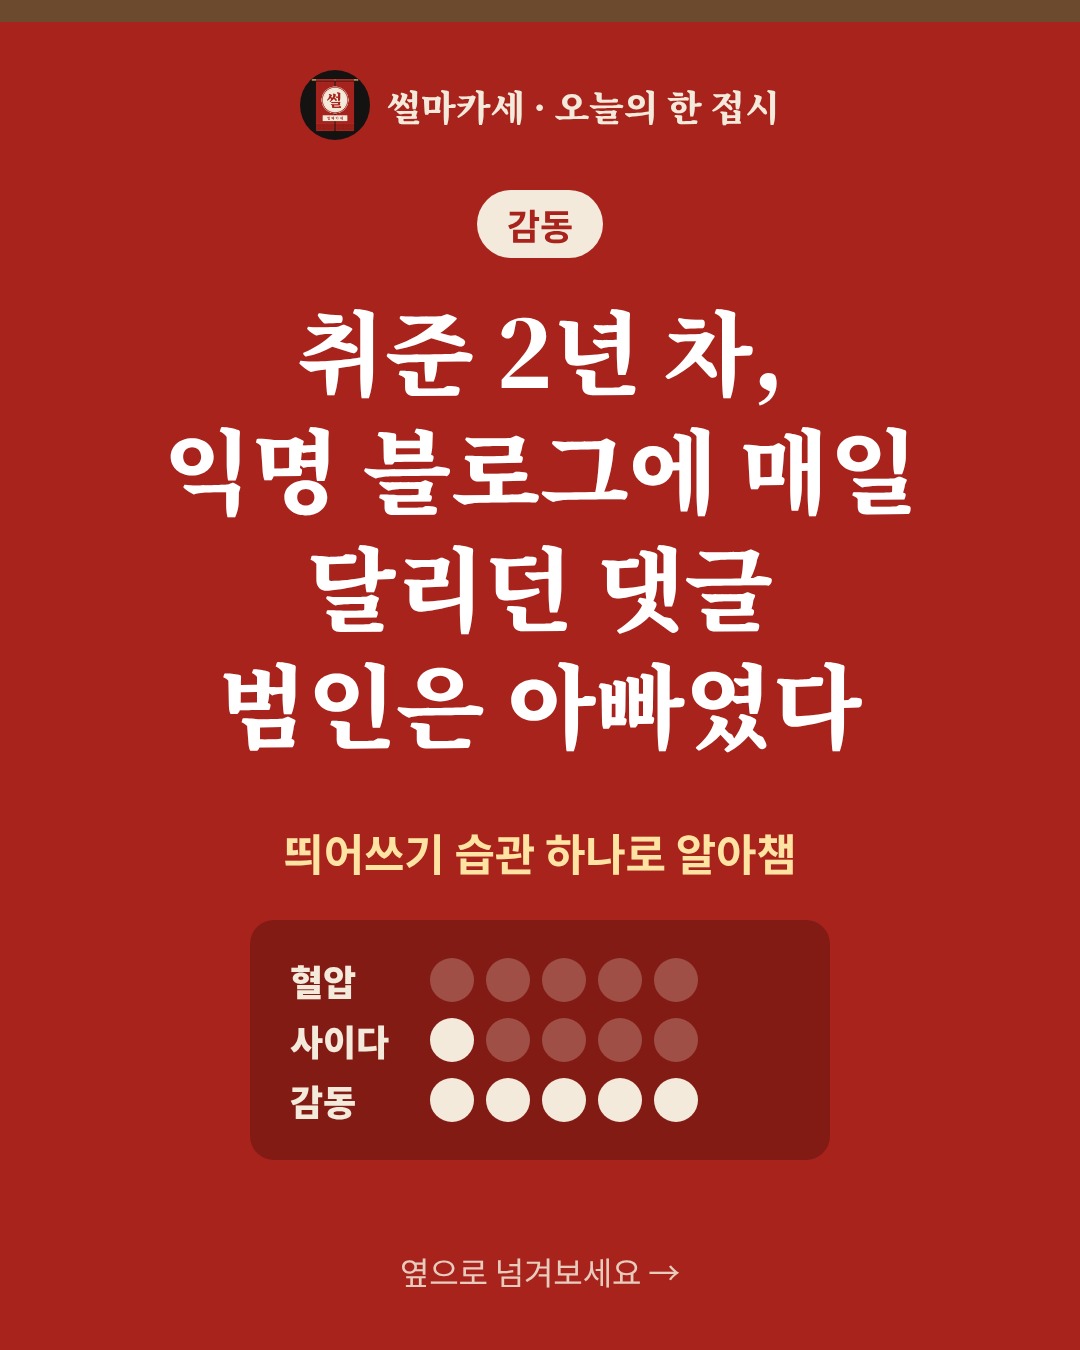 썰
썰마카세 · 오늘의 한 접시
감동
취준 2년 차,
익명 블로그에 매일
달리던 댓글
범인은 아빠였다
띄어쓰기 습관 하나로 알아챔
혈압
사이다
감동
옆으로 넘겨보세요 →